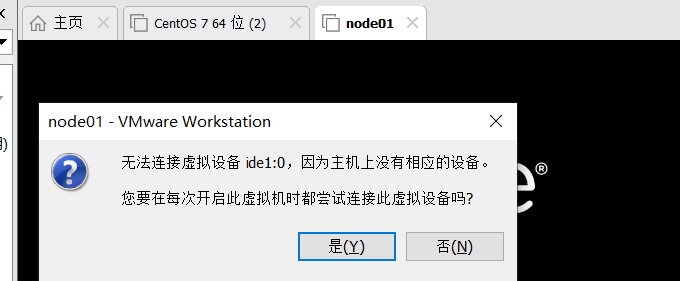 主页
CentOS 7 64 位 (2)
node01
node01 - VMware Workstation
无法连接虚拟设备 ide1:0，因为主机上没有相应的设备。
您要在每次开启此虚拟机时都尝试连接此虚拟设备吗?
是(Y)
否(N)